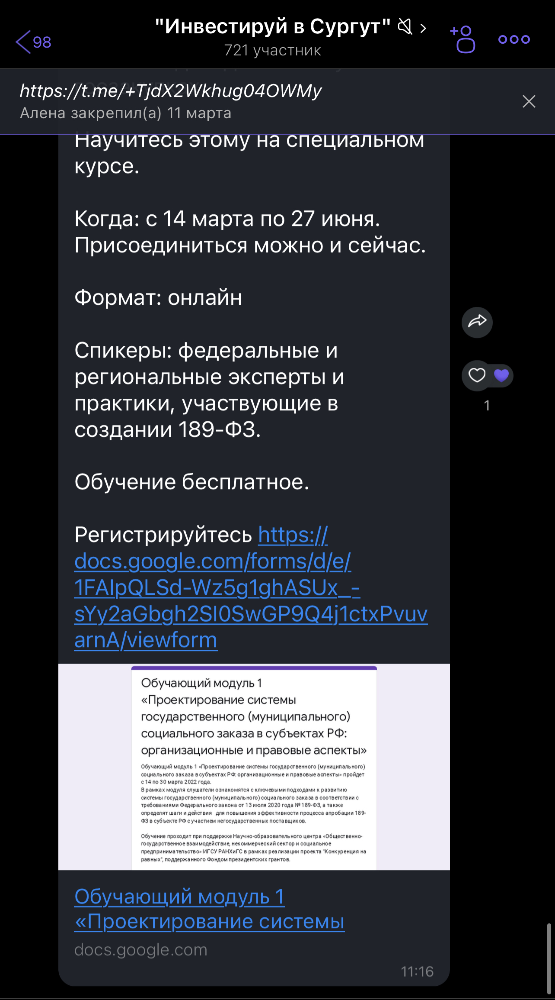 98
"Инвестируй в Сургут"
721 участник
https://t.me/+TjdX2Wkhug04OWMy
Алена закрепил(а) 11 марта
Научитесь этому на специальном
курсе.
Когда: с 14 марта по 27 июня.
Присоединиться можно и сейчас.
Формат: онлайн
Спикеры: федеральные и
региональные эксперты и
практики, участвующие в
создании 189-ФЗ.
1
Обучение бесплатное.
Регистрируйтесь https://
docs.google.com/forms/d/e/
1FAIpQLSd-Wz5g1ghASUx_-
sYy2aGbgh2SI0SwGP9Q4j1ctxPvuv
arnA/viewform
Обучающий модуль 1
«Проектирование системы
государственного (муниципального)
социального заказа в субъектах РФ:
организационные и правовые аспекты»
Обучающий модуль 1 «Проектирование системы государственного (муниципального)
социального заказа в субъектах РФ: организационные и правовые аспекты» пройдет
с 14 по 30 марта 2022 года.
В рамках модуля слушатели ознакомятся с ключевыми подходами к развитию
системы государственного (муниципального) социального заказа в соответствии с
требованиями Федерального закона от 13 июля 2020 года № 189-ФЗ, а также
определят шаги и действия для повышения эффективности процесса апробации 189-
ФЗ в субъекте РФ с участием негосударственных поставщиков.
Обучение проходит при поддержке Научно-образовательного центра «Общественно-
государственное взаимодействие, некоммерческий сектор и социальное
предпринимательство» ИГСУ РАНХиГС в рамках реализации проекта "Конкуренция на
равных", поддержанного Фондом президентских грантов.
Обучающий модуль 1
«Проектирование системы
docs.google.com
11:16